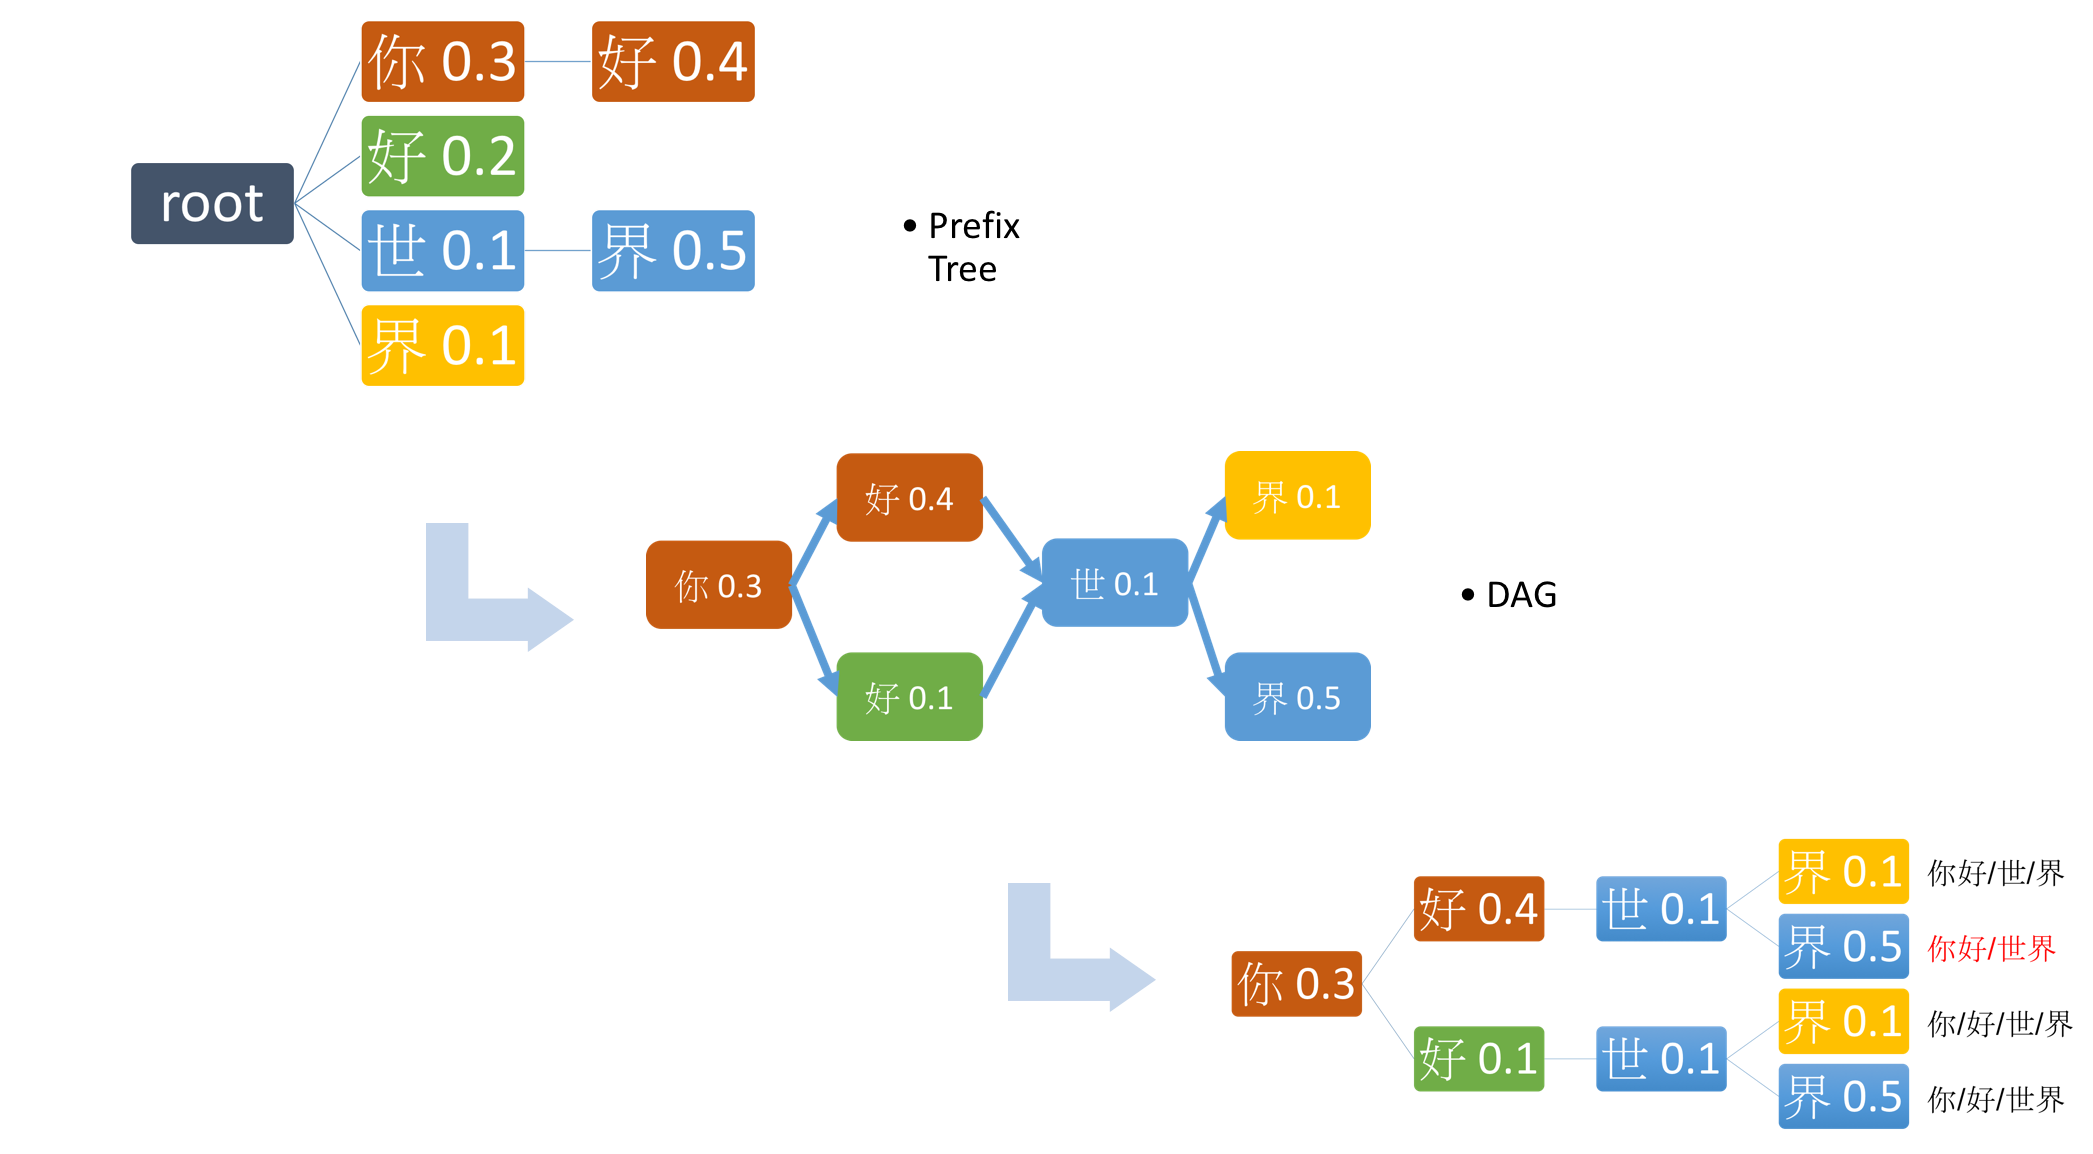 你 0.3
好 0.4
好 0.2
root
世 0.1
界 0.5
界 0.1
• Prefix
Tree
好 0.4
界 0.1
你 0.3
世 0.1
好 0.1
界 0.5
• DAG
你 0.3
好 0.4
世 0.1
界 0.1
你好/世/界
界 0.5
你好/世界
好 0.1
世 0.1
界 0.1
你/好/世/界
界 0.5
你/好/世界